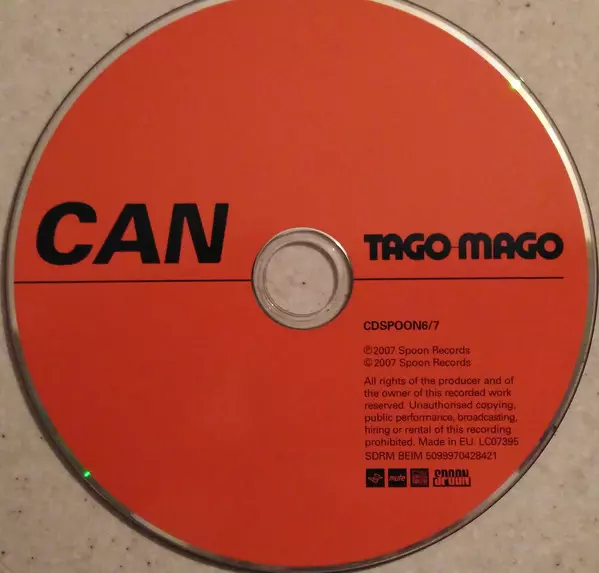 CAN
TAGO MAGO
CDSPOON6/7
℗2007 Spoon Records
©2007 Spoon Records
All rights of the producer and of
the owner of this recorded work
reserved. Unauthorised copying,
public performance, broadcasting,
hiring or rental of this recording
prohibited. Made in EU. LC07395
SDRM BEIM 5099970428421
mute SPOON